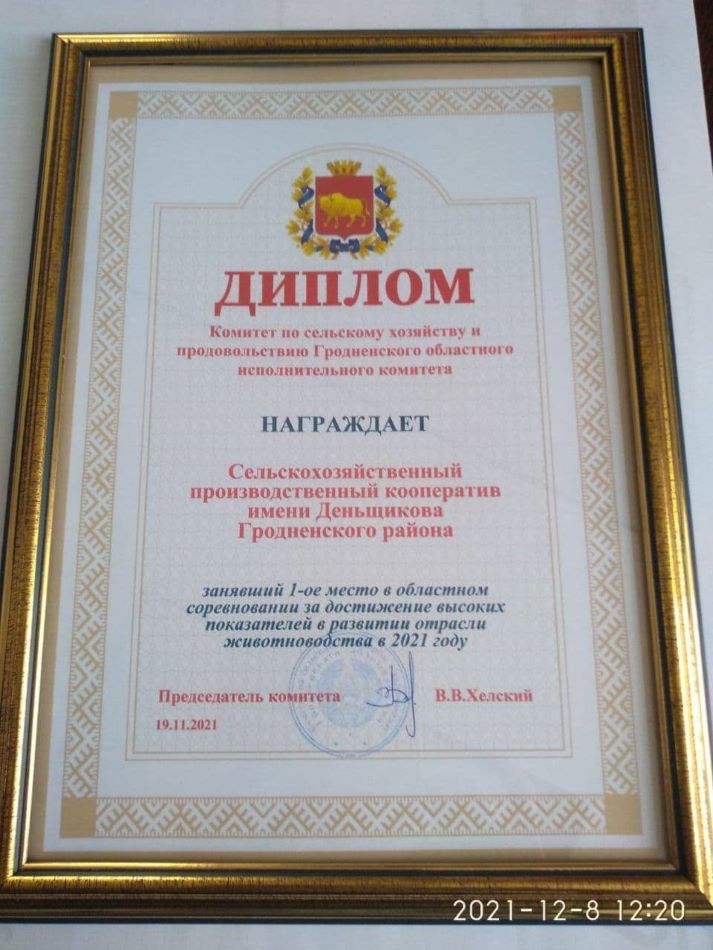 ДИПЛОМ
Комитет по сельскому хозяйству и
продовольствию Гродненского областного
исполнительного комитета
НАГРАЖДАЕТ
Сельскохозяйственный
производственный кооператив
имени Деньщикова
Гродненского района
занявший 1-ое место в областном
соревновании за достижение высоких
показателей в развитии отрасли
животноводства в 2021 году
Председатель комитета В.В.Хелский
19.11.2021
2021-12-8 12:20